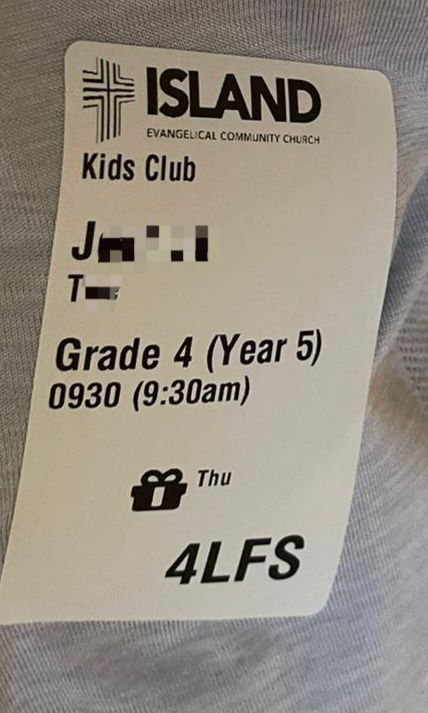 ISLAND
EVANGELICAL COMMUNITY CHURCH
Kids Club
Grade 4 (Year 5)
0930 (9:30am)
Thu
4LFS